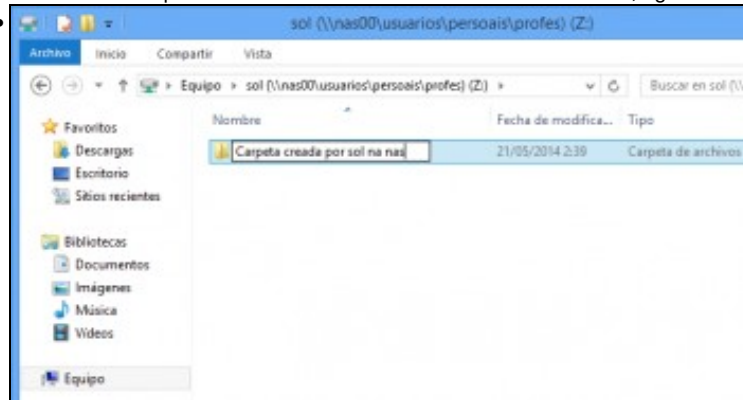 sol (\\nas00\usuarios\persoais\profes) (Z:)
Archivo Inicio Compartir Vista
Equipo sol (\\nas00\usuarios\persoais\profes) (Z:) Buscar en sol (\\
Nombre Fecha de modifica... Tipo
Favoritos
Descargas Carpeta creada por sol na nas 21/05/2014 2:39 Carpeta de archivos
Escritorio
Sitios recientes
Bibliotecas
Documentos
Imágenes
Música
Vídeos
Equipo